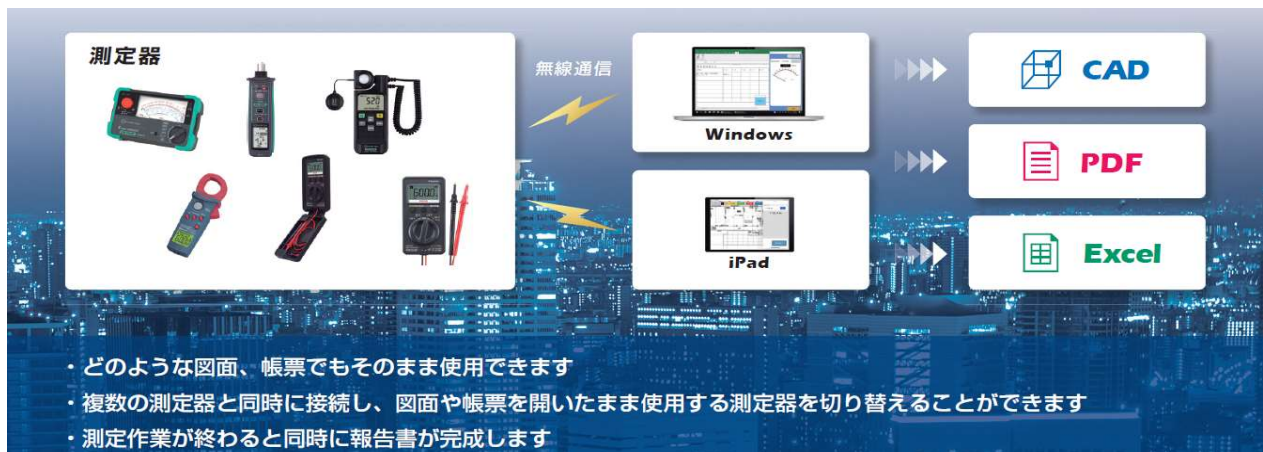 測定器
無線通信
Windows
iPad
CAD
PDF
Excel
・どのような図面、帳票でもそのまま使用できます
・複数の測定器と同時に接続し、図面や帳票を開いたまま使用する測定器を切り替えることができます
・測定作業が終わると同時に報告書が完成します